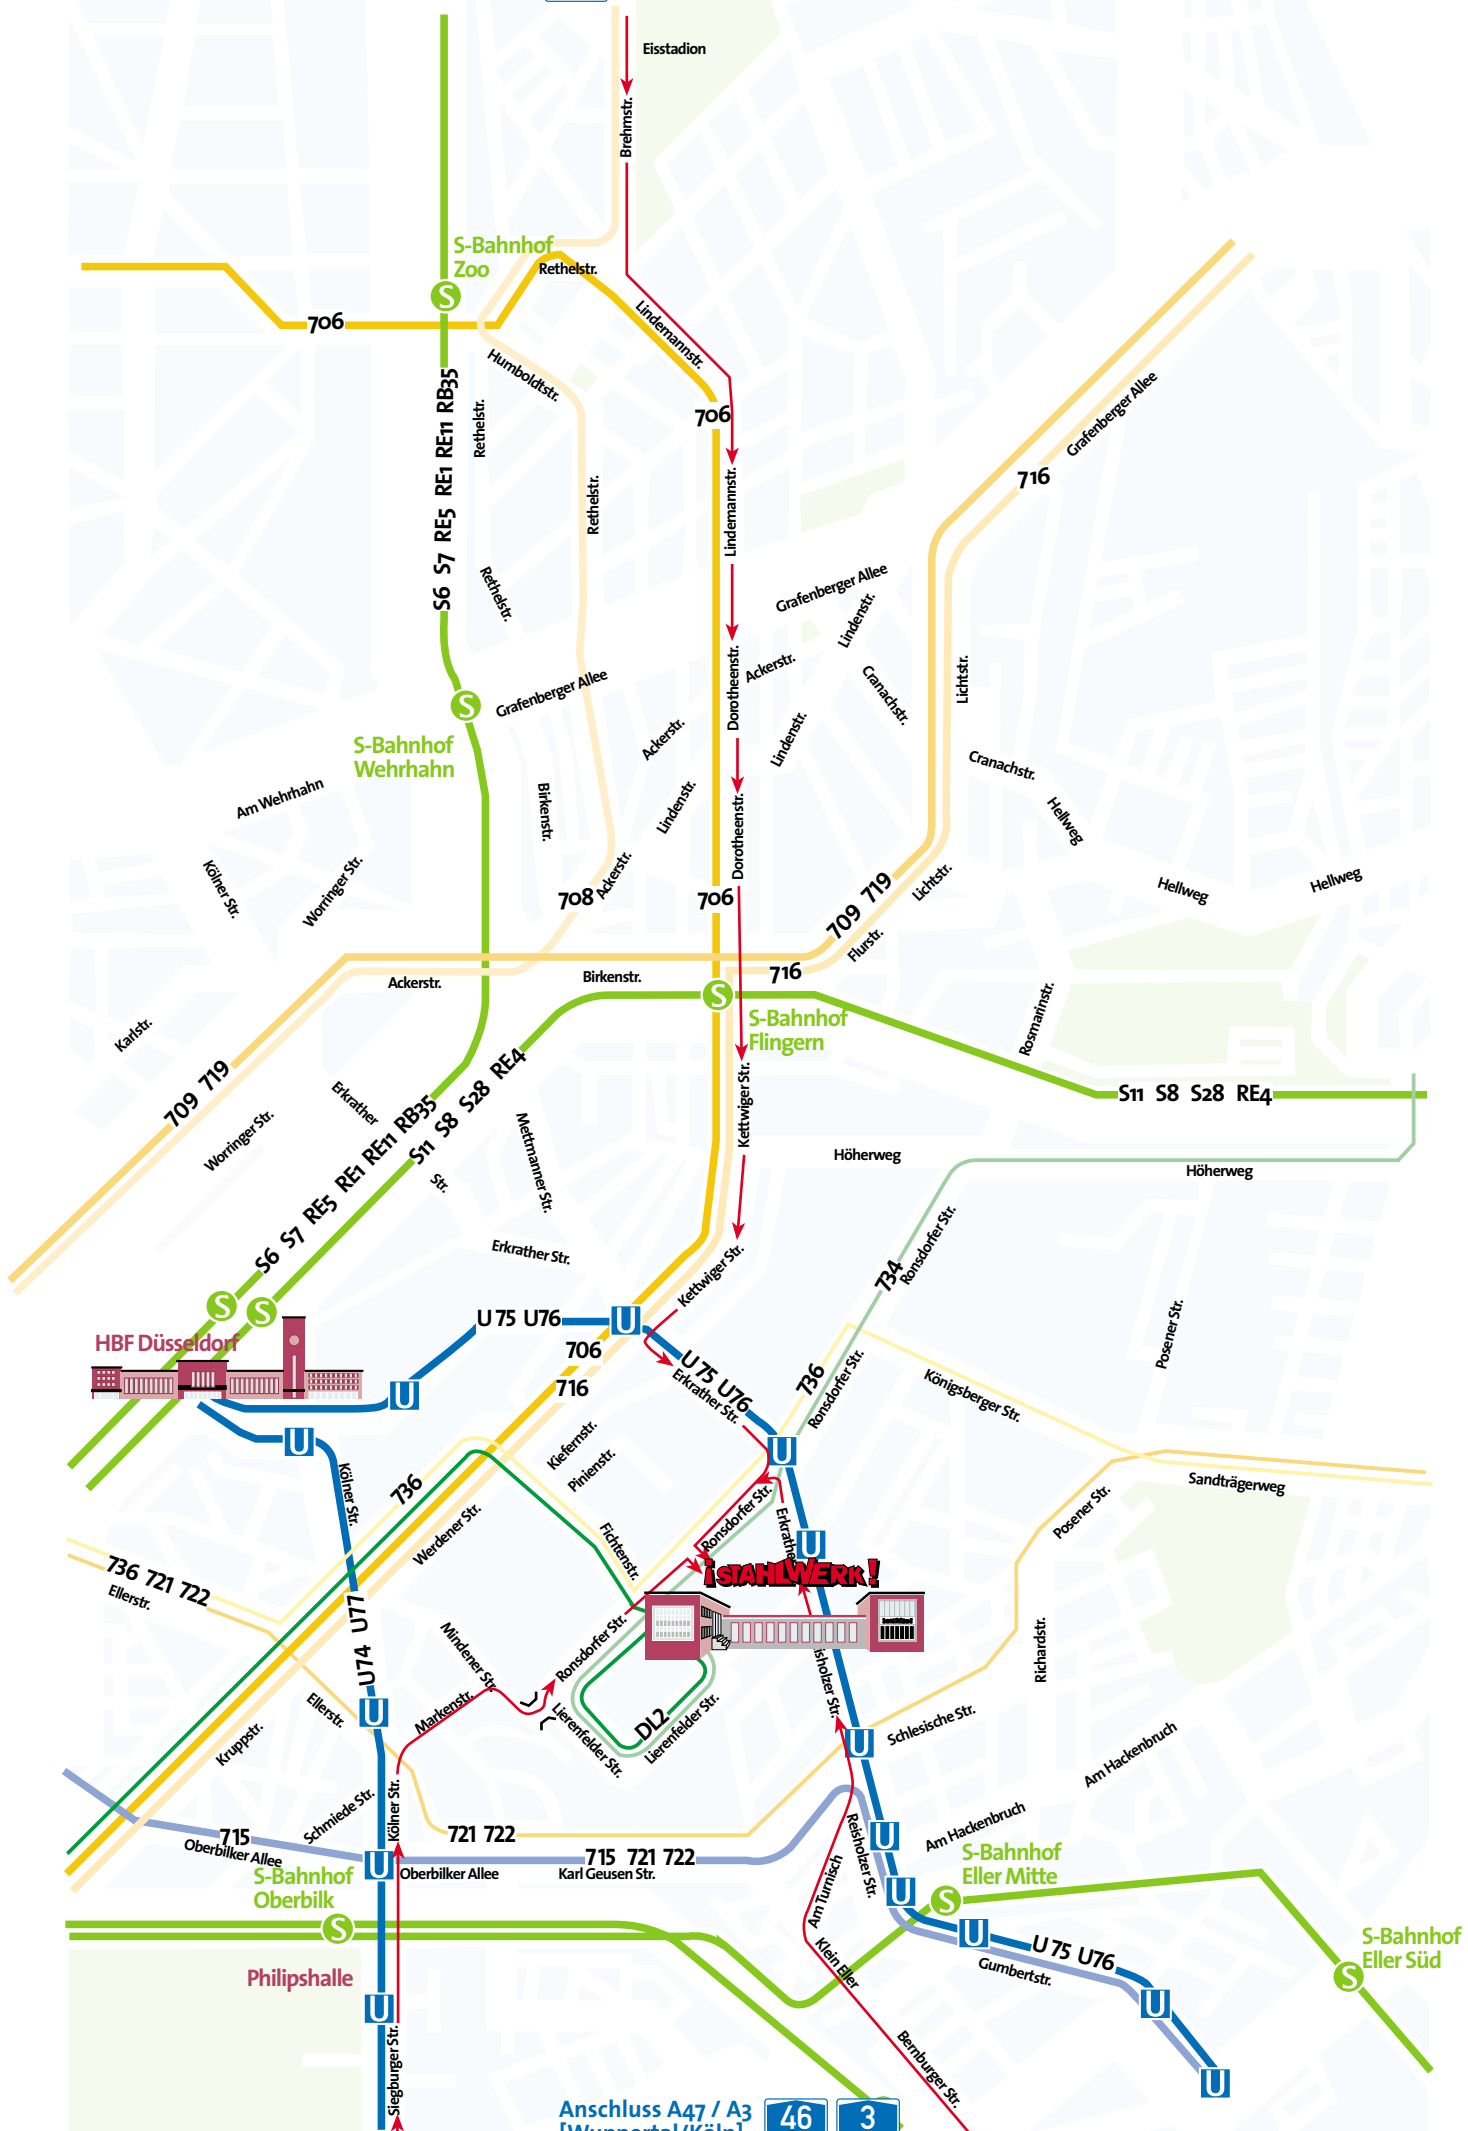 Eisstadion
Brehmstr.
S-Bahnhof
Zoo
Rethelstr.
706
Lindemannstr.
Humboldtstr.
S6 S7 RE5 RE1 RE11 RB35
Rethelstr.
706
Grafenberger Allee
716
Rethelstr.
Lindemannstr.
Rethelstr.
Grafenberger Allee
Lindenstr.
Dorotheenstr.
Ackerstr.
Cranachstr.
Lichtstr.
Grafenberger Allee
Ackerstr.
Lindenstr.
S-Bahnhof
Wehrhahn
Cranachstr.
Am Wehrhahn
Birkenstr.
Lindenstr.
Dorotheenstr.
Hellweg
Kölner Str.
Worringer Str.
708
Ackerstr.
706
709 719
Lichtstr.
Hellweg
Hellweg
Flurstr.
Ackerstr.
Birkenstr.
716
S
S-Bahnhof
Flingern
Rosmarinstr.
Karlstr.
709 719
Worringer Str.
Erkrather
Str.
S6 S7 RE5 RE1 RE11 RB35
S11 S8 S28 RE4
Mettmanner Str.
Kettwiger Str.
S11 S8 S28 RE4
Höherweg
Höherweg
Erkrather Str.
Kettwiger Str.
734
Ronsdorfer Str.
Posener Str.
HBF Düsseldorf
U 75 U76
U
706
716
U 75 U76
Erkrather Str.
736
Ronsdorfer Str.
Königsberger Str.
U
U
Kölner Str.
Kiefernstr.
Pinienstr.
U
736
Werdener Str.
Fichtenstr.
Ronsdorfer Str.
Erkrather
U
Posener Str.
Sandträgerweg
736 721 722
Ellerstr.
¡STAHLWERK!
U74 U77
Mindener Str.
Ronsdorfer Str.
isholzer Str.
Richardstr.
Ellerstr.
U
Markenstr.
Lierenfelder Str.
DL2
Lierenfelder Str.
U
Schlesische Str.
Am Hackenbruch
Kruppstr.
Schmiede Str.
Kölner Str.
715
Oberbilker Allee
721 722
715 721 722
U
Oberbilker Allee
Karl Geusen Str.
Reisholzer Str.
U
Am Hackenbruch
S-Bahnhof
Oberbilk
S
Am Turnisch
U
S-Bahnhof
Eller Mitte
S
U
U 75 U76
Gumbertstr.
S-Bahnhof
Eller Süd
S
Philipshalle
Klein Eller
U
U
Siegburger Str.
Bernburger Str.
U
Anschluss A47 / A3
[Wuppertal/Köln]
46
3